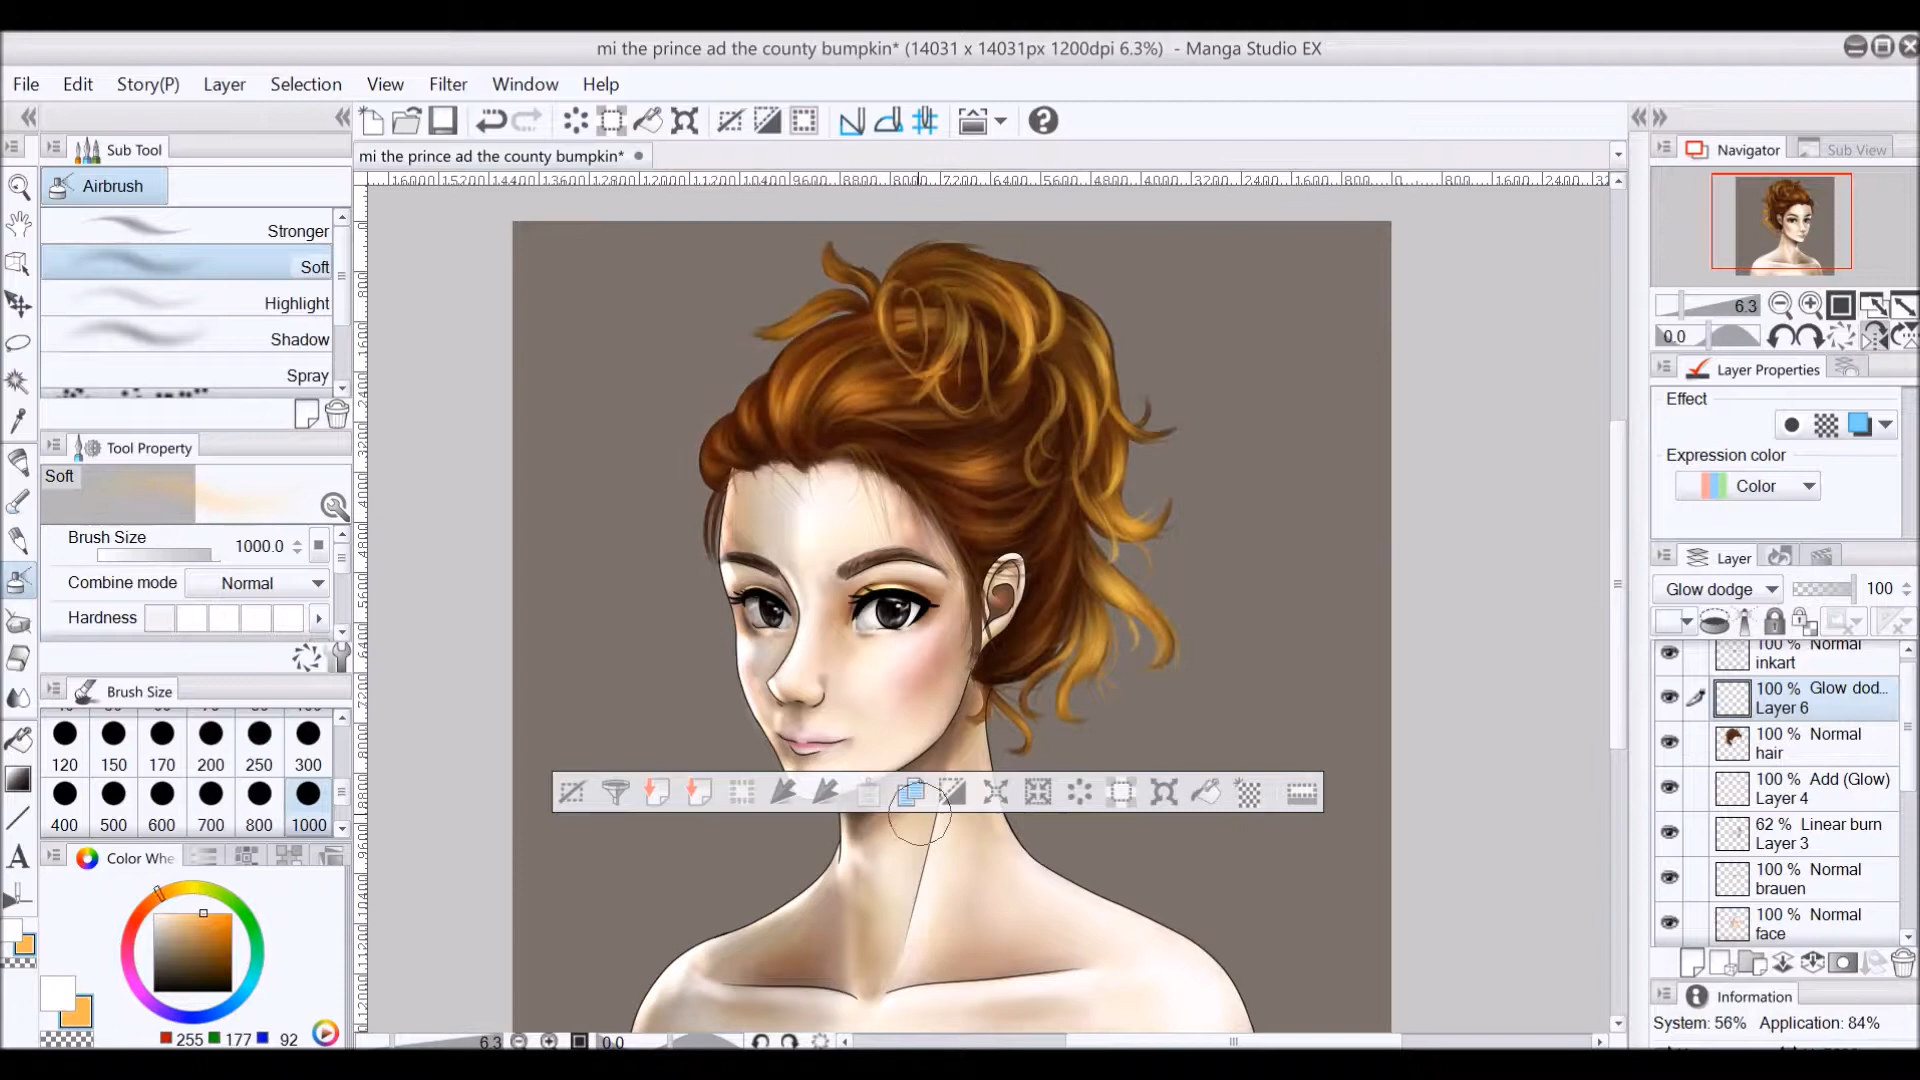 mi the prince ad the county bumpkin* (14031 x 14031px 1200dpi 6.3%)  - Manga Studio EX
File Edit Story(P) Layer Selection View Filter Window Help
Sub Tool
Airbrush
Stronger
Soft
Highlight
Shadow
Spray
Tool Property
Soft
Brush Size 1000.0
Combine mode Normal
Hardness
Brush Size
120 150 170 200 250 300
400 500 600 700 800 1000
Color Whe
255 177 92
mi the prince ad the county bumpkin*
6.3 0.0
Navigator Sub View
6.3
0.0
Layer Properties
Effect
Expression color
Color
Layer
Glow dodge 100
100 % Normal
inkart
100 % Glow dod...
Layer 6
100 % Normal
hair
100 % Add (Glow)
Layer 4
62 % Linear burn
Layer 3
100 % Normal
brauen
100 % Normal
face
Information
System: 56% Application: 84%